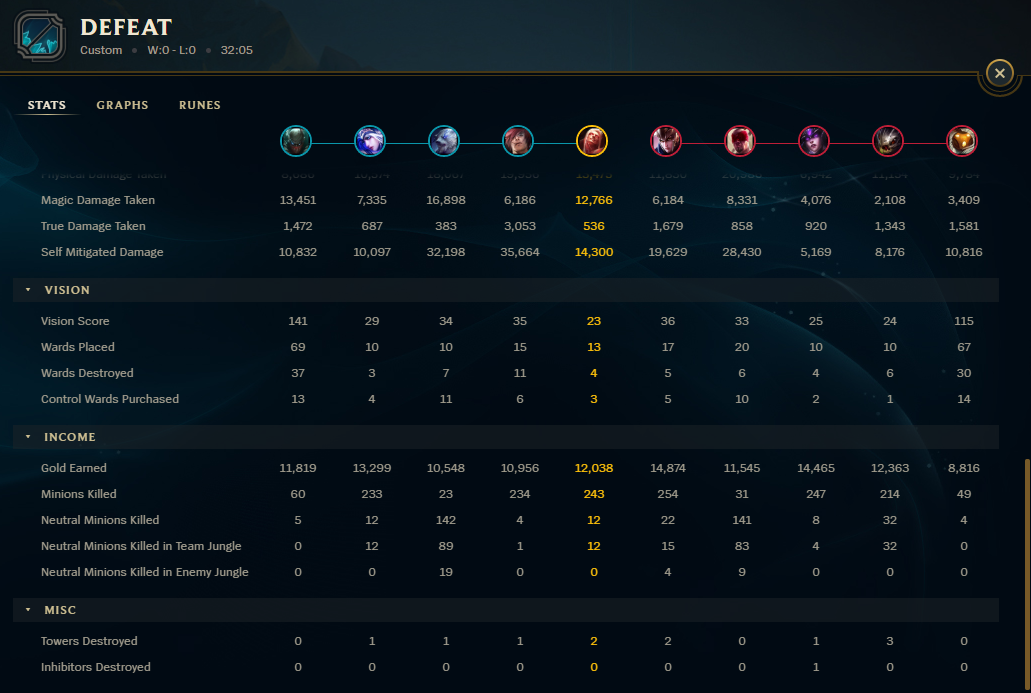 DEFEAT
Custom • W:0 - L:0 • 32:05
STATS GRAPHS RUNES
Physical Damage Taken
Magic Damage Taken 13,451 7,335 16,898 6,186 12,766 6,184 8,331 4,076 2,108 3,409
True Damage Taken 1,472 687 383 3,053 536 1,679 858 920 1,343 1,581
Self Mitigated Damage 10,832 10,097 32,198 35,664 14,300 19,629 28,430 5,169 8,176 10,816
VISION
Vision Score 141 29 34 35 23 36 33 25 24 115
Wards Placed 69 10 10 15 13 17 20 10 10 67
Wards Destroyed 37 3 7 11 4 5 6 4 6 30
Control Wards Purchased 13 4 11 6 3 5 10 2 1 14
INCOME
Gold Earned 11,819 13,299 10,548 10,956 12,038 14,874 11,545 14,465 12,363 8,816
Minions Killed 60 233 23 234 243 254 31 247 214 49
Neutral Minions Killed 5 12 142 4 12 22 141 8 32 4
Neutral Minions Killed in Team Jungle 0 12 89 1 12 15 83 4 32 0
Neutral Minions Killed in Enemy Jungle 0 0 19 0 0 4 9 0 0 0
MISC
Towers Destroyed 0 1 1 1 2 2 0 1 3 0
Inhibitors Destroyed 0 0 0 0 0 0 0 1 0 0